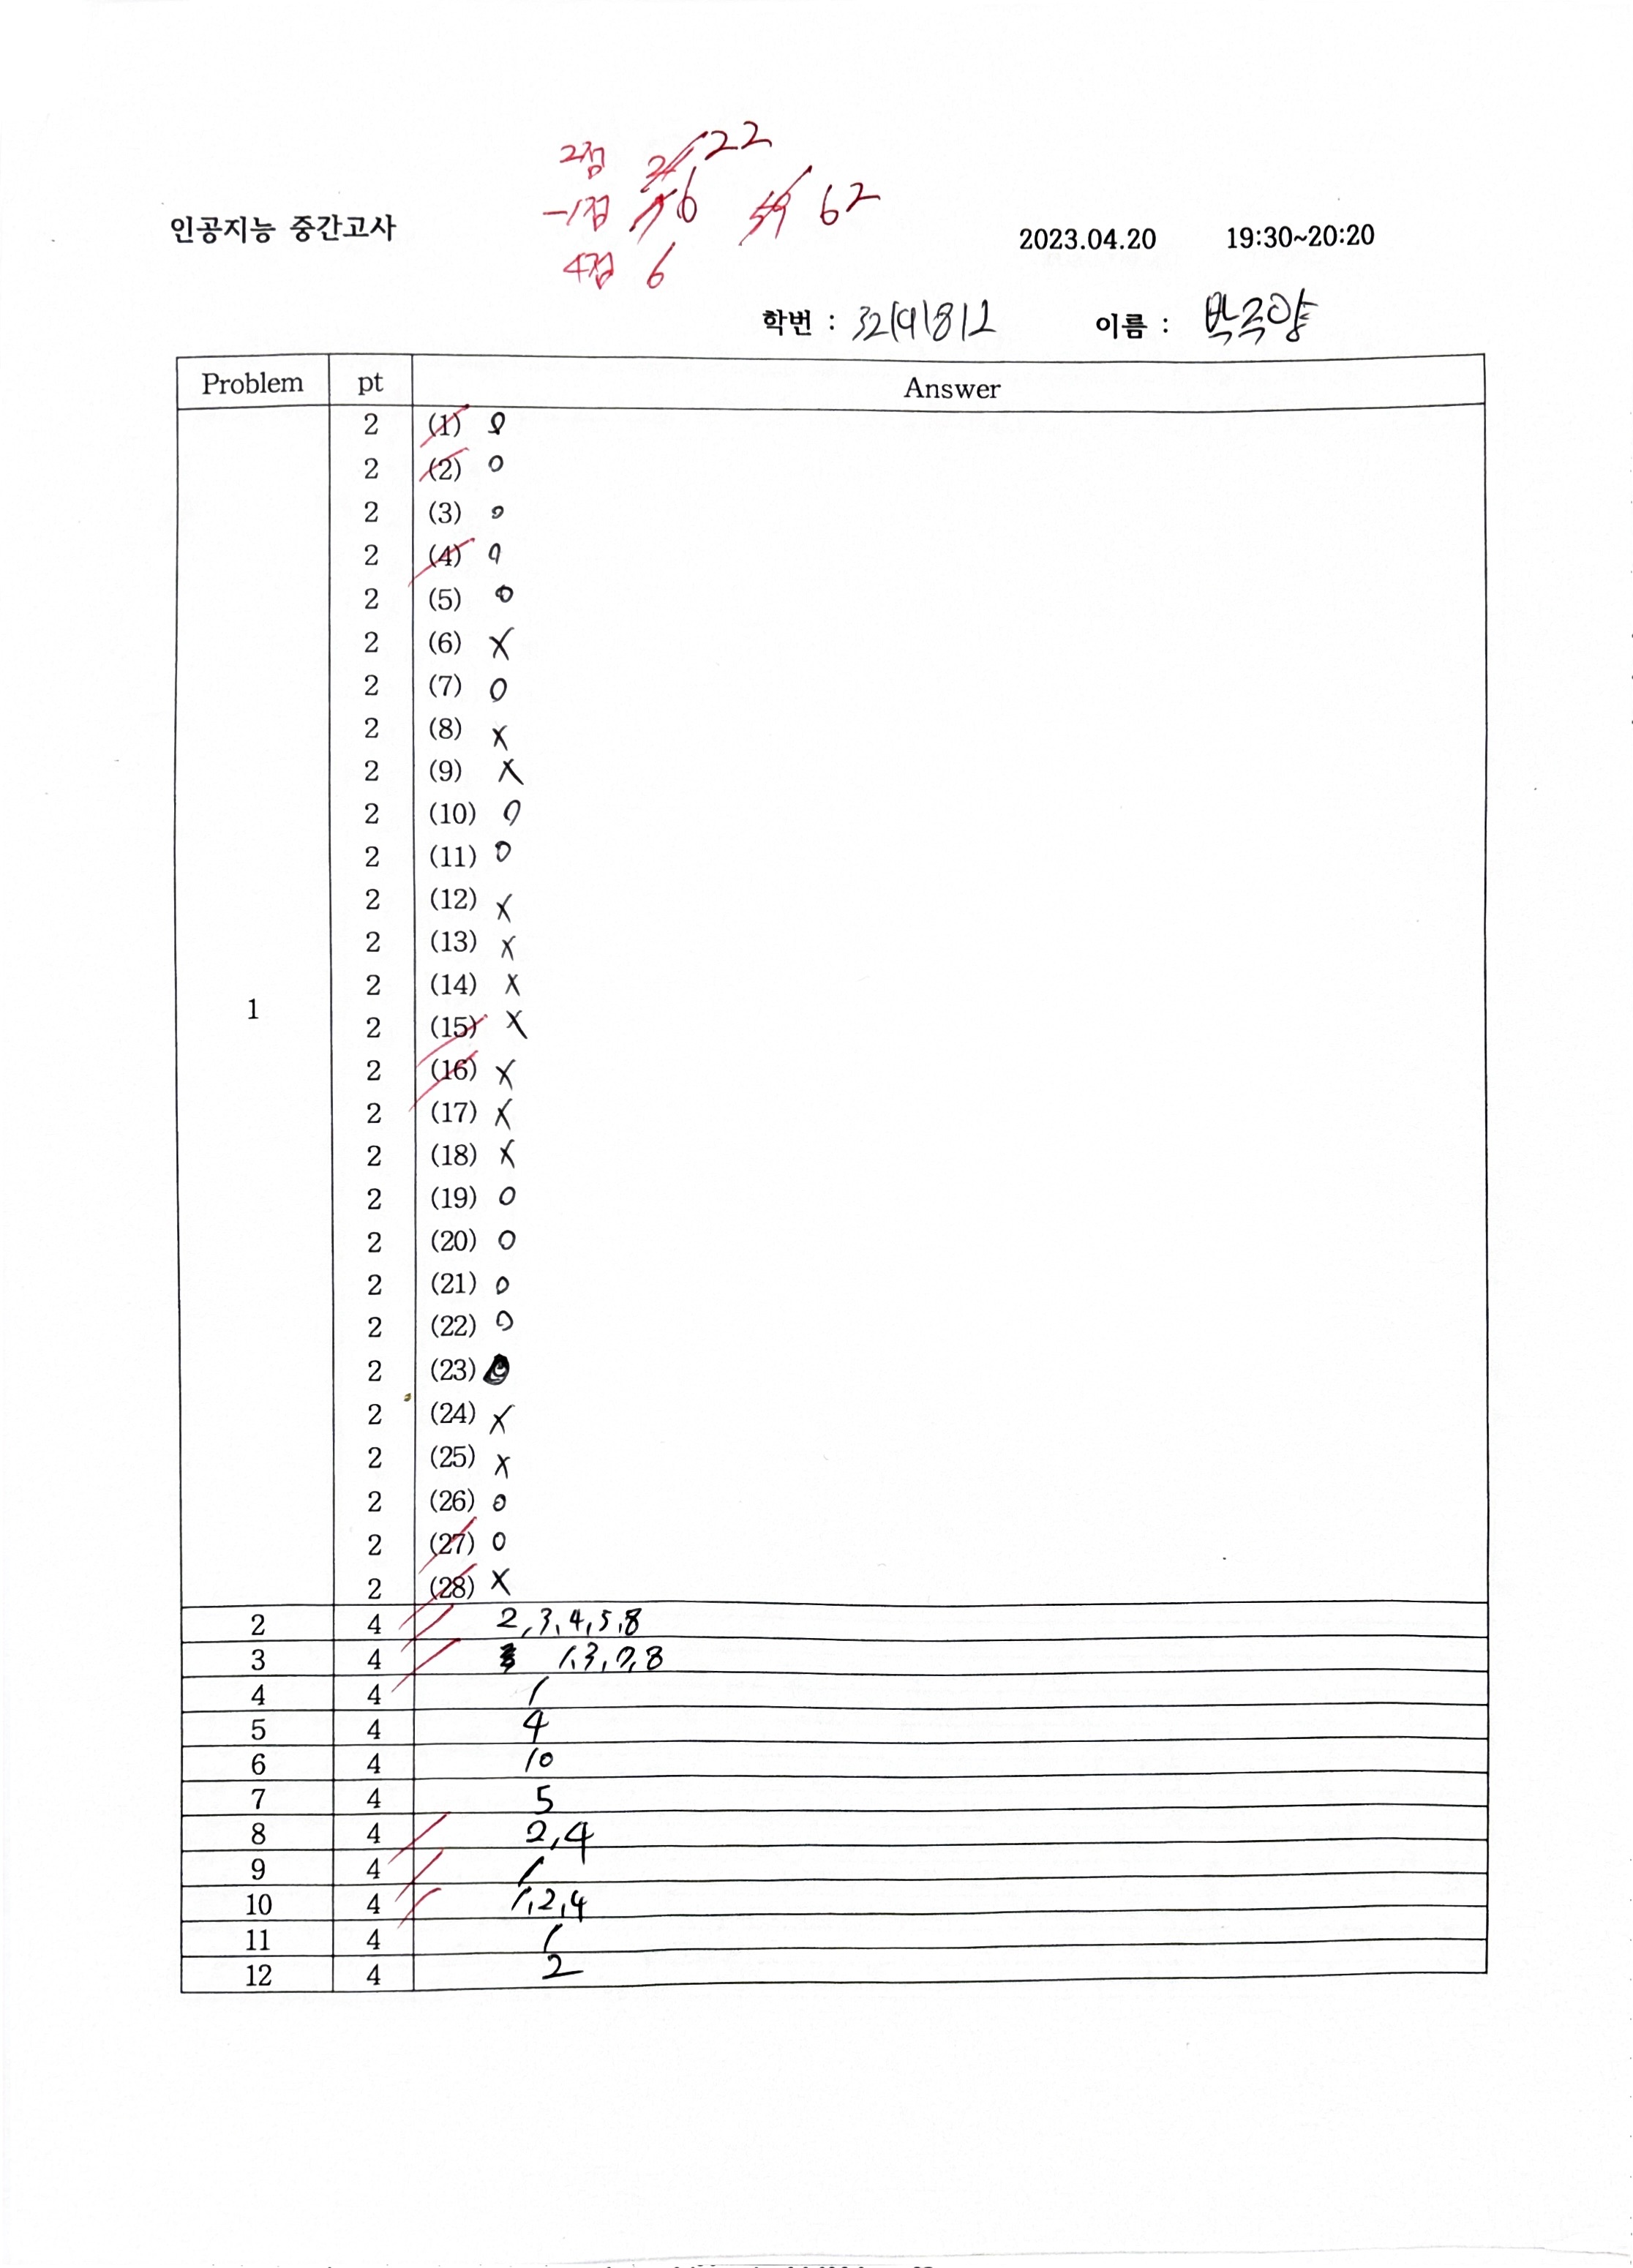 2점 21 22
-1점 7 6 59 62
4점 6
인공지능 중간고사
2023.04.20 19:30~20:20
학번 : 32191812 이름 :
Problem pt Answer
1
2 (1) O
2 (2) O
2 (3) O
2 (4) O
2 (5) O
2 (6) X
2 (7) O
2 (8) X
2 (9) X
2 (10) O
2 (11) O
2 (12) X
2 (13) X
2 (14) X
2 (15) X
2 (16) X
2 (17) X
2 (18) X
2 (19) O
2 (20) O
2 (21) O
2 (22) O
2 (23)
2 (24) X
2 (25) X
2 (26) O
2 (27) O
2 (28) X
2 4 2,3,4,5,8
3 4 1,3,7,8
4 4 1
5 4 4
6 4 10
7 4 5
8 4 2,4
9 4 1
10 4 1,2,4
11 4 1
12 4 2